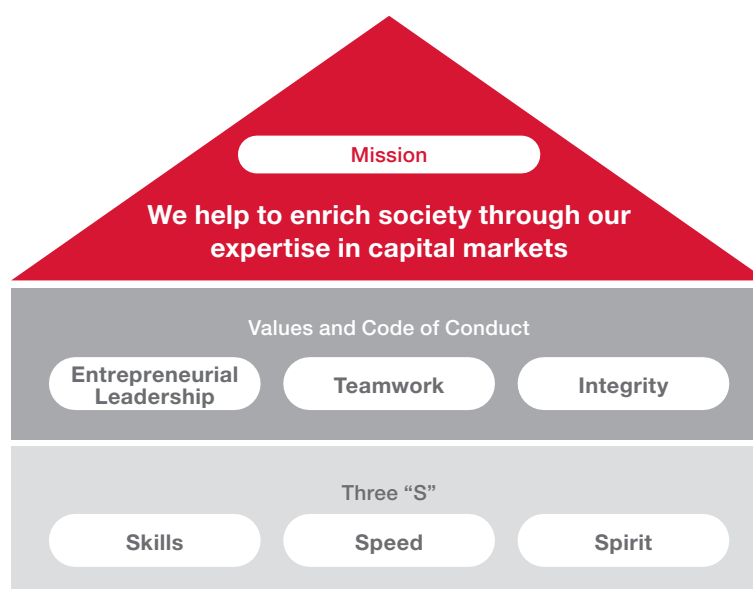 Mission
We help to enrich society through our
expertise in capital markets
Values and Code of Conduct
Entrepreneurial
Leadership
Teamwork
Integrity
Three “S”
Skills
Speed
Spirit